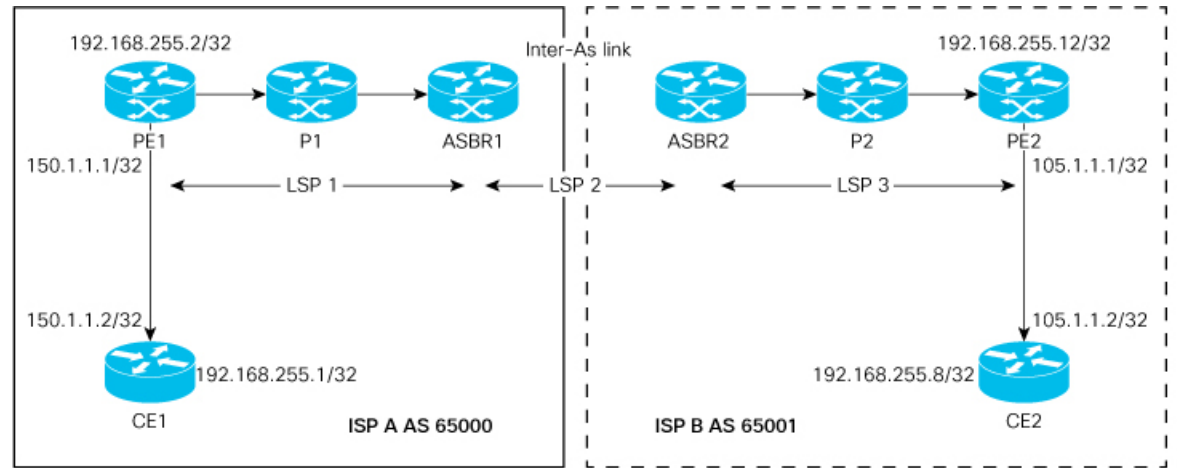 192.168.255.2/32
Inter-As link
192.168.255.12/32
PE1
P1
ASBR1
ASBR2
P2
PE2
150.1.1.1/32
105.1.1.1/32
LSP 1
LSP 2
LSP 3
150.1.1.2/32
105.1.1.2/32
192.168.255.1/32
192.168.255.8/32
CE1
ISP A AS 65000
ISP B AS 65001
CE2